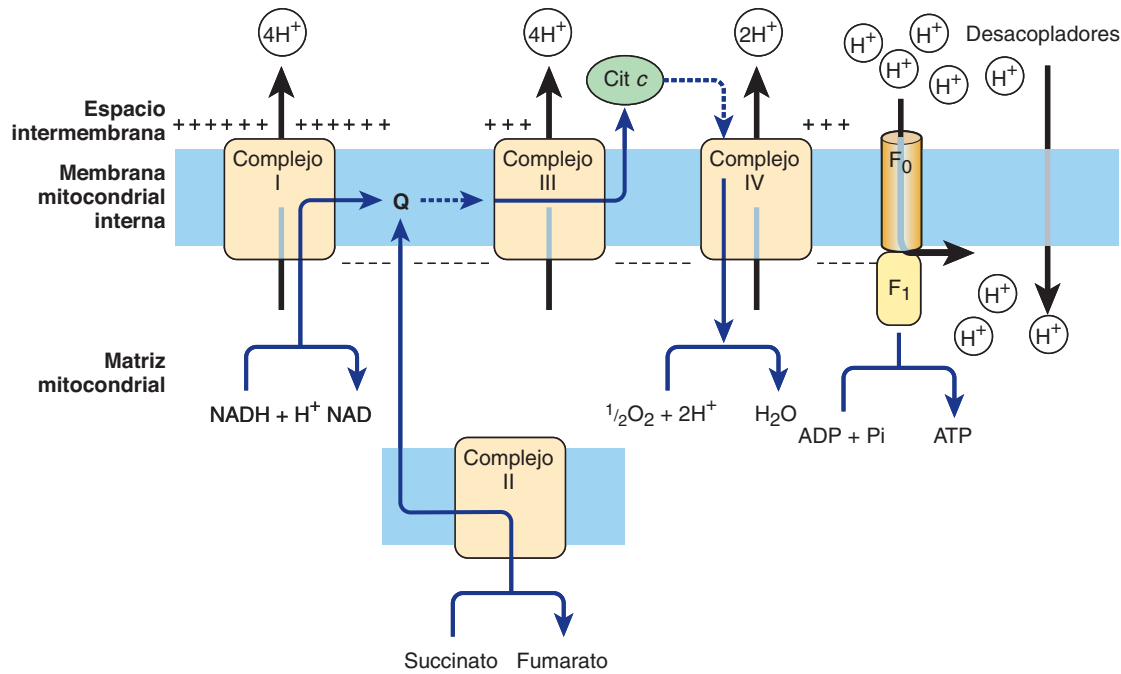 4H⁺
4H⁺
2H⁺
H⁺
H⁺
H⁺
H⁺
H⁺
Desacopladores
Cit c
Espacio
intermembrana
+ + + + + +
+ + + + + +
+ + +
+ + +
Membrana
mitocondrial
interna
Complejo
I
Q
Complejo
III
Complejo
IV
F₀
F₁
H⁺
H⁺
H⁺
Matriz
mitocondrial
NADH + H⁺ NAD
½O₂ + 2H⁺
H₂O
ADP + Pi
ATP
Complejo
II
Succinato
Fumarato